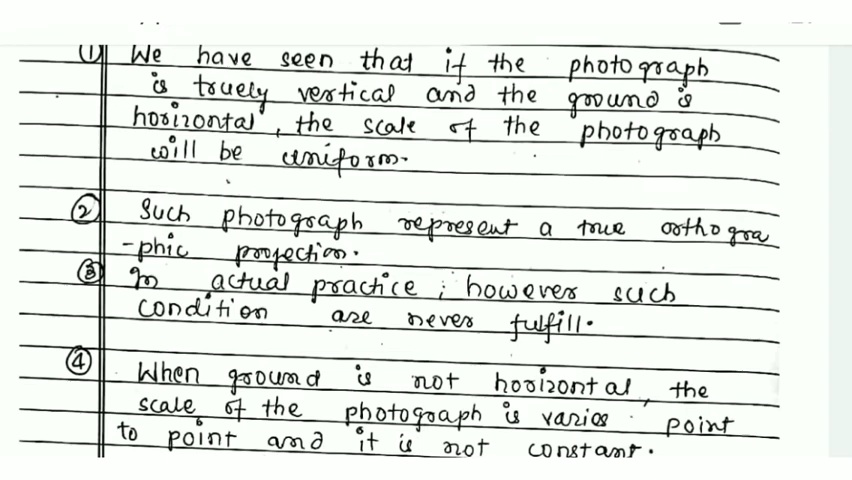 (1) We have seen that if the photograph
is truely vertical and the ground is
horizontal, the scale of the photograph
will be uniform.
(2) Such photograph represent a true orthogra
-phic projection.
(3) In actual practice, however such
condition are never fulfill.
(4) When ground is not horizontal, the
scale of the photograph is varies point
to point and it is not constant.